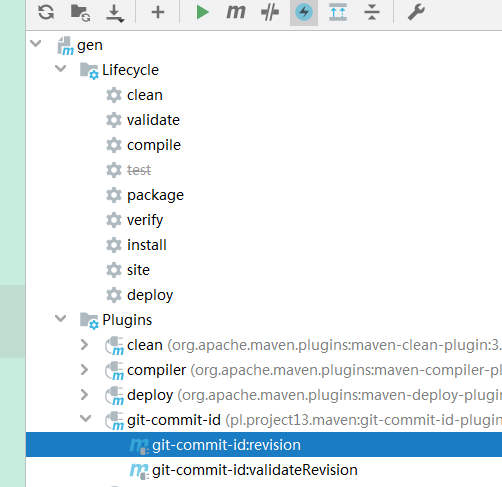 gen
Lifecycle
clean
validate
compile
test
package
verify
install
site
deploy
Plugins
clean (org.apache.maven.plugins:maven-clean-plugin:3.
compiler (org.apache.maven.plugins:maven-compiler-pl
deploy (org.apache.maven.plugins:maven-deploy-plugin
git-commit-id (pl.project13.maven:git-commit-id-plugin
git-commit-id:revision
git-commit-id:validateRevision